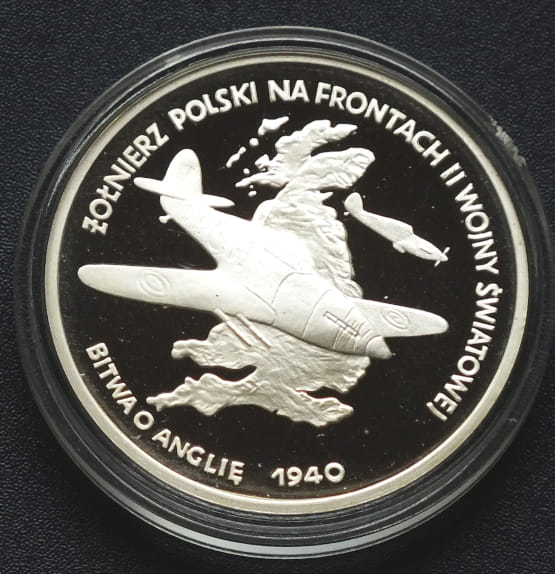 ŻOŁNIERZ POLSKI NA FRONTACH II WOJNY ŚWIATOWEJ
BITWA O ANGLIĘ 1940